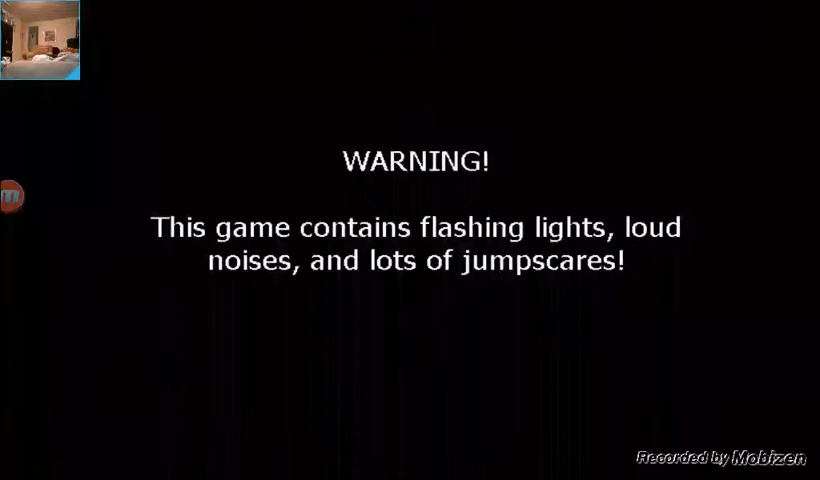 WARNING!
This game contains flashing lights, loud
noises, and lots of jumpscares!
Recorded by Mobizen